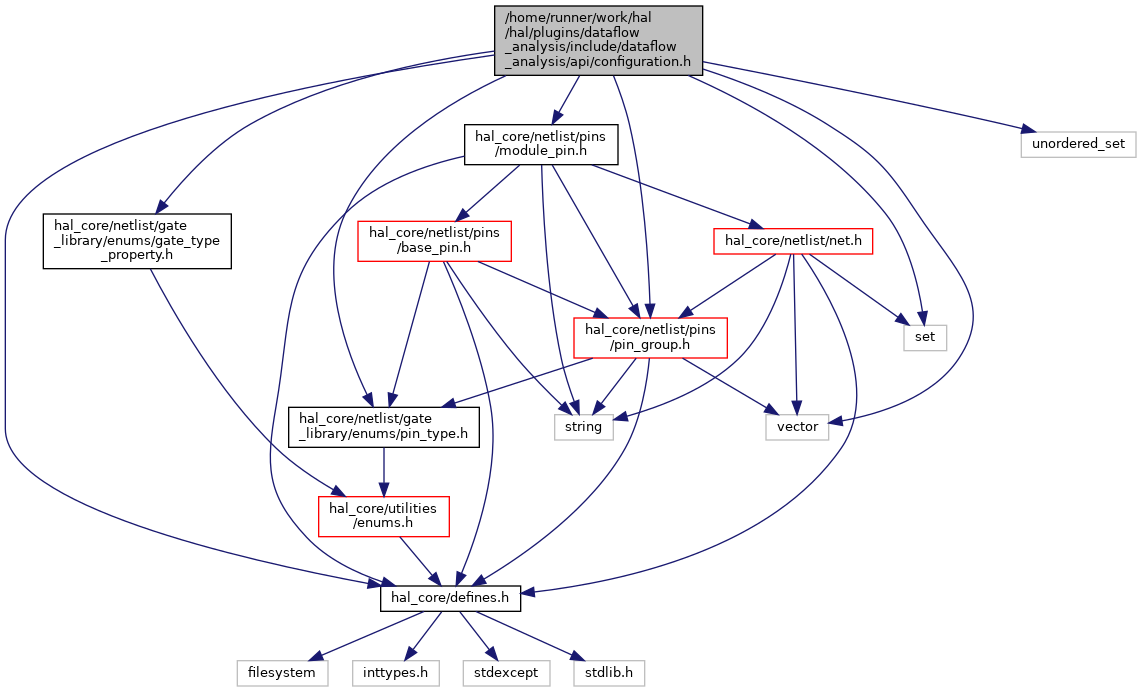 /home/runner/work/hal
/hal/plugins/dataflow
_analysis/include/dataflow
_analysis/api/configuration.h
hal_core/netlist/pins
/module_pin.h
unordered_set
hal_core/netlist/gate
_library/enums/gate_type
_property.h
hal_core/netlist/pins
/base_pin.h
hal_core/netlist/net.h
hal_core/netlist/pins
/pin_group.h
set
hal_core/netlist/gate
_library/enums/pin_type.h
string
vector
hal_core/utilities
/enums.h
hal_core/defines.h
filesystem
inttypes.h
stdexcept
stdlib.h